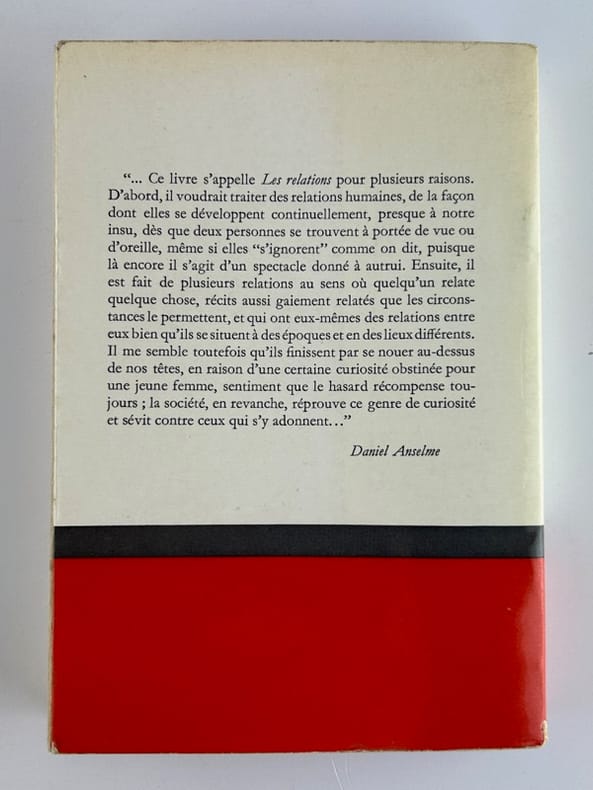 “... Ce livre s’appelle Les relations pour plusieurs raisons.
D’abord, il voudrait traiter des relations humaines, de la façon
dont elles se développent continuellement, presque à notre
insu, dès que deux personnes se trouvent à portée de vue ou
d’oreille, même si elles “s’ignorent” comme on dit, puisque
là encore il s’agit d’un spectacle donné à autrui. Ensuite, il
est fait de plusieurs relations au sens où quelqu’un relate
quelque chose, récits aussi gaiement relatés que les circons-
tances le permettent, et qui ont eux-mêmes des relations entre
eux bien qu’ils se situent à des époques et en des lieux différents.
Il me semble toutefois qu’ils finissent par se nouer au-dessus
de nos têtes, en raison d’une certaine curiosité obstinée pour
une jeune femme, sentiment que le hasard récompense tou-
jours ; la société, en revanche, réprouve ce genre de curiosité
et sévit contre ceux qui s’y adonnent...”
Daniel Anselme